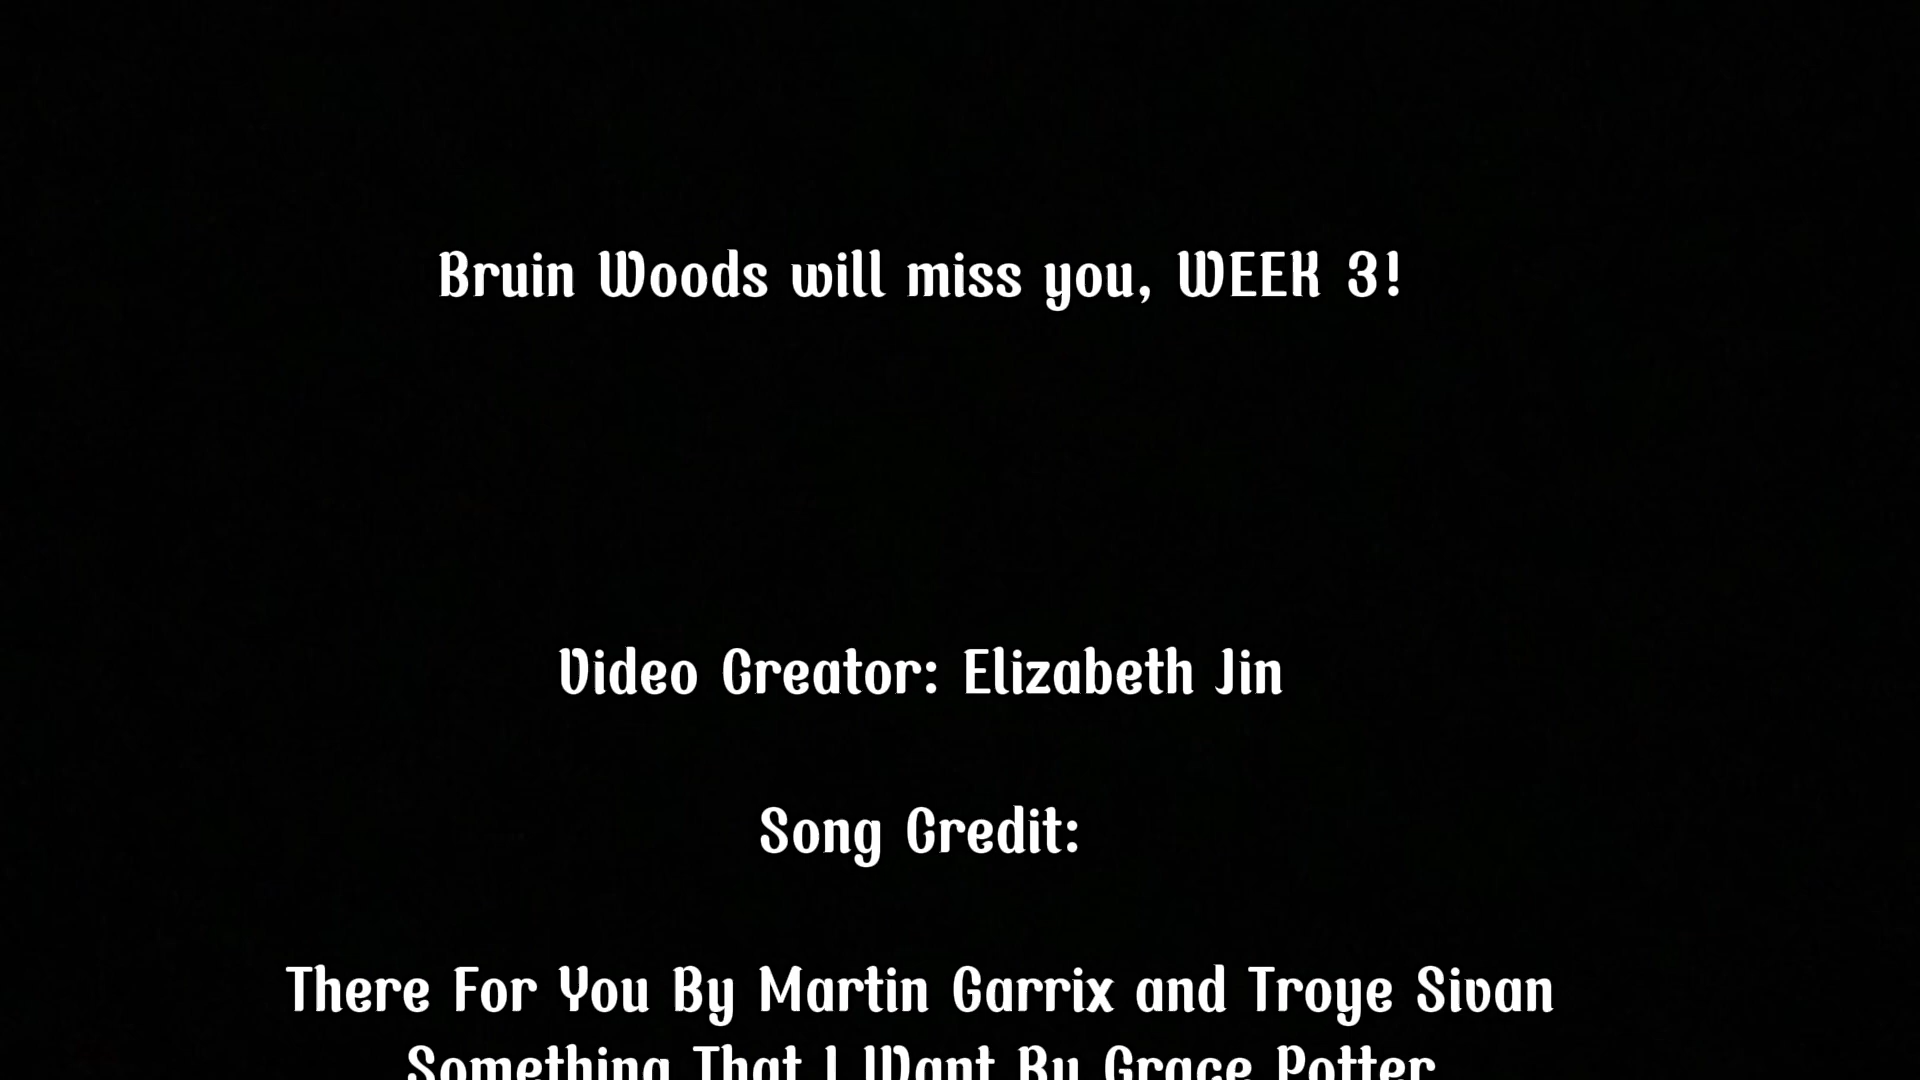 Bruin Woods will miss you, WEEK 3!
Video Creator: Elizabeth Jin
Song Credit:
There For You By Martin Garrix and Troye Sivan
Something That I Want By Grace Potter